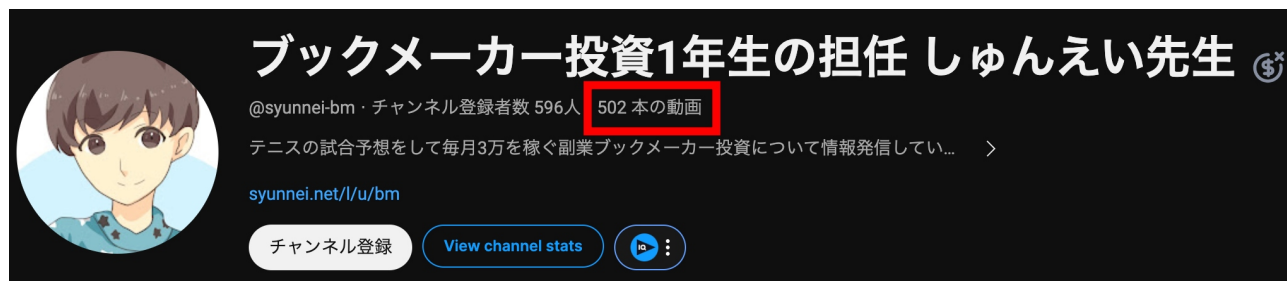 ブックメーカー投資1年生の担任 しゅんえい先生
@syunnei-bm・チャンネル登録者数 596人 502 本の動画
テニスの試合予想をして毎月3万を稼ぐ副業ブックメーカー投資について情報発信してい...
syunnei.net/l/u/bm
チャンネル登録 View channel stats IQ